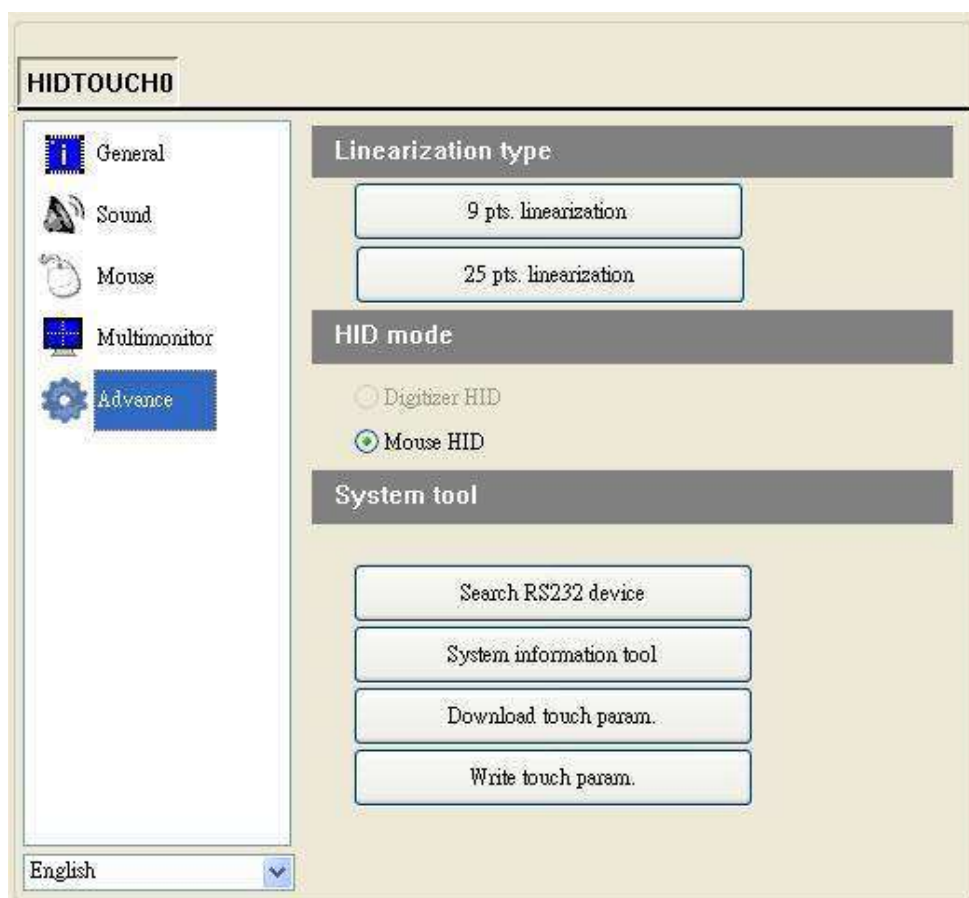 HIDTOUCH0
General
Sound
Mouse
Multimonitor
Advance
English
Linearization type
9 pts. linearization
25 pts. linearization
HID mode
Digitizer HID
Mouse HID
System tool
Search RS232 device
System information tool
Download touch param.
Write touch param.